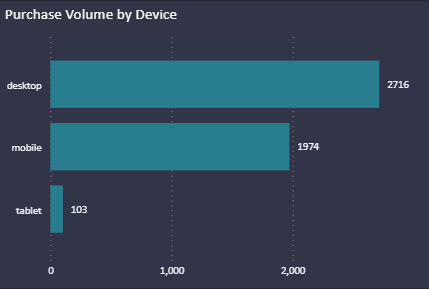 Purchase Volume by Device
desktop 2716
mobile 1974
tablet 103
0 1,000 2,000